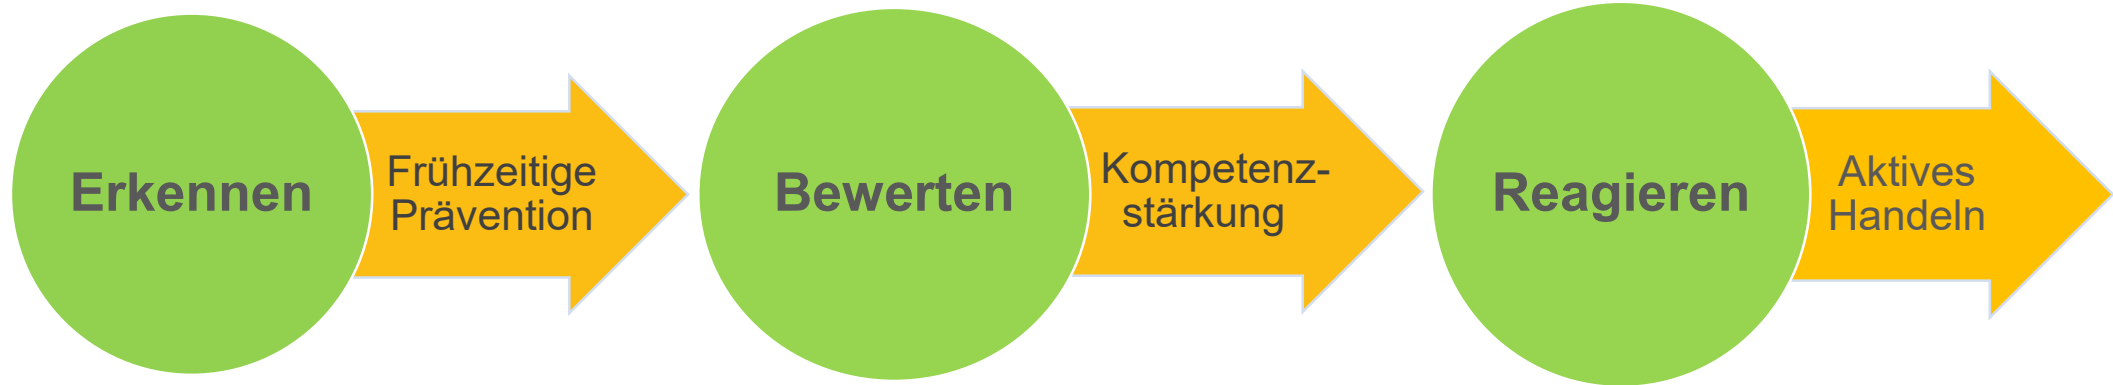 Erkennen
Frühzeitige
Prävention
Bewerten
Kompetenz-
stärkung
Reagieren
Aktives
Handeln